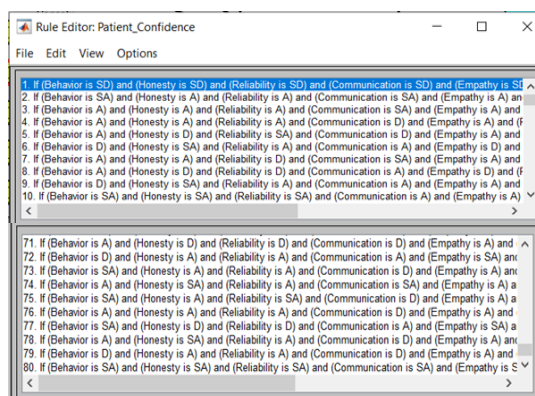 Rule Editor: Patient_Confidence
File Edit View Options
1. If (Behavior is SD) and (Honesty is SD) and (Reliability is SD) and (Communication is SD) and (Empathy is SD
2. If (Behavior is SA) and (Honesty is A) and (Reliability is A) and (Communication is SA) and (Empathy is A) an
3. If (Behavior is A) and (Honesty is A) and (Reliability is A) and (Communication is SA) and (Empathy is A) and
4. If (Behavior is A) and (Honesty is A) and (Reliability is A) and (Communication is D) and (Empathy is A) and (F
5. If (Behavior is A) and (Honesty is D) and (Reliability is SA) and (Communication is D) and (Empathy is A) and
6. If (Behavior is D) and (Honesty is SA) and (Reliability is A) and (Communication is A) and (Empathy is D) and
7. If (Behavior is A) and (Honesty is A) and (Reliability is D) and (Communication is SA) and (Empathy is A) and
8. If (Behavior is A) and (Honesty is D) and (Reliability is D) and (Communication is A) and (Empathy is D) and (F
9. If (Behavior is D) and (Honesty is SA) and (Reliability is A) and (Communication is A) and (Empathy is A) and
10. If (Behavior is SA) and (Honesty is SA) and (Reliability is SA) and (Communication is A) and (Empathy is A)
71. If (Behavior is A) and (Honesty is D) and (Reliability is D) and (Communication is D) and (Empathy is A) and
72. If (Behavior is D) and (Honesty is A) and (Reliability is A) and (Communication is A) and (Empathy is SA) and
73. If (Behavior is SA) and (Honesty is A) and (Reliability is A) and (Communication is D) and (Empathy is A) and
74. If (Behavior is A) and (Honesty is SA) and (Reliability is A) and (Communication is SA) and (Empathy is A) a
75. If (Behavior is SA) and (Honesty is A) and (Reliability is SA) and (Communication is D) and (Empathy is A) a
76. If (Behavior is A) and (Honesty is A) and (Reliability is D) and (Communication is A) and (Empathy is A) and
77. If (Behavior is SA) and (Honesty is D) and (Reliability is D) and (Communication is A) and (Empathy is SA) a
78. If (Behavior is A) and (Honesty is SA) and (Reliability is A) and (Communication is D) and (Empathy is A) and
79. If (Behavior is D) and (Honesty is A) and (Reliability is A) and (Communication is A) and (Empathy is A) and
80. If (Behavior is SA) and (Honesty is SA) and (Reliability is SA) and (Communication is SA) and (Empathy is S